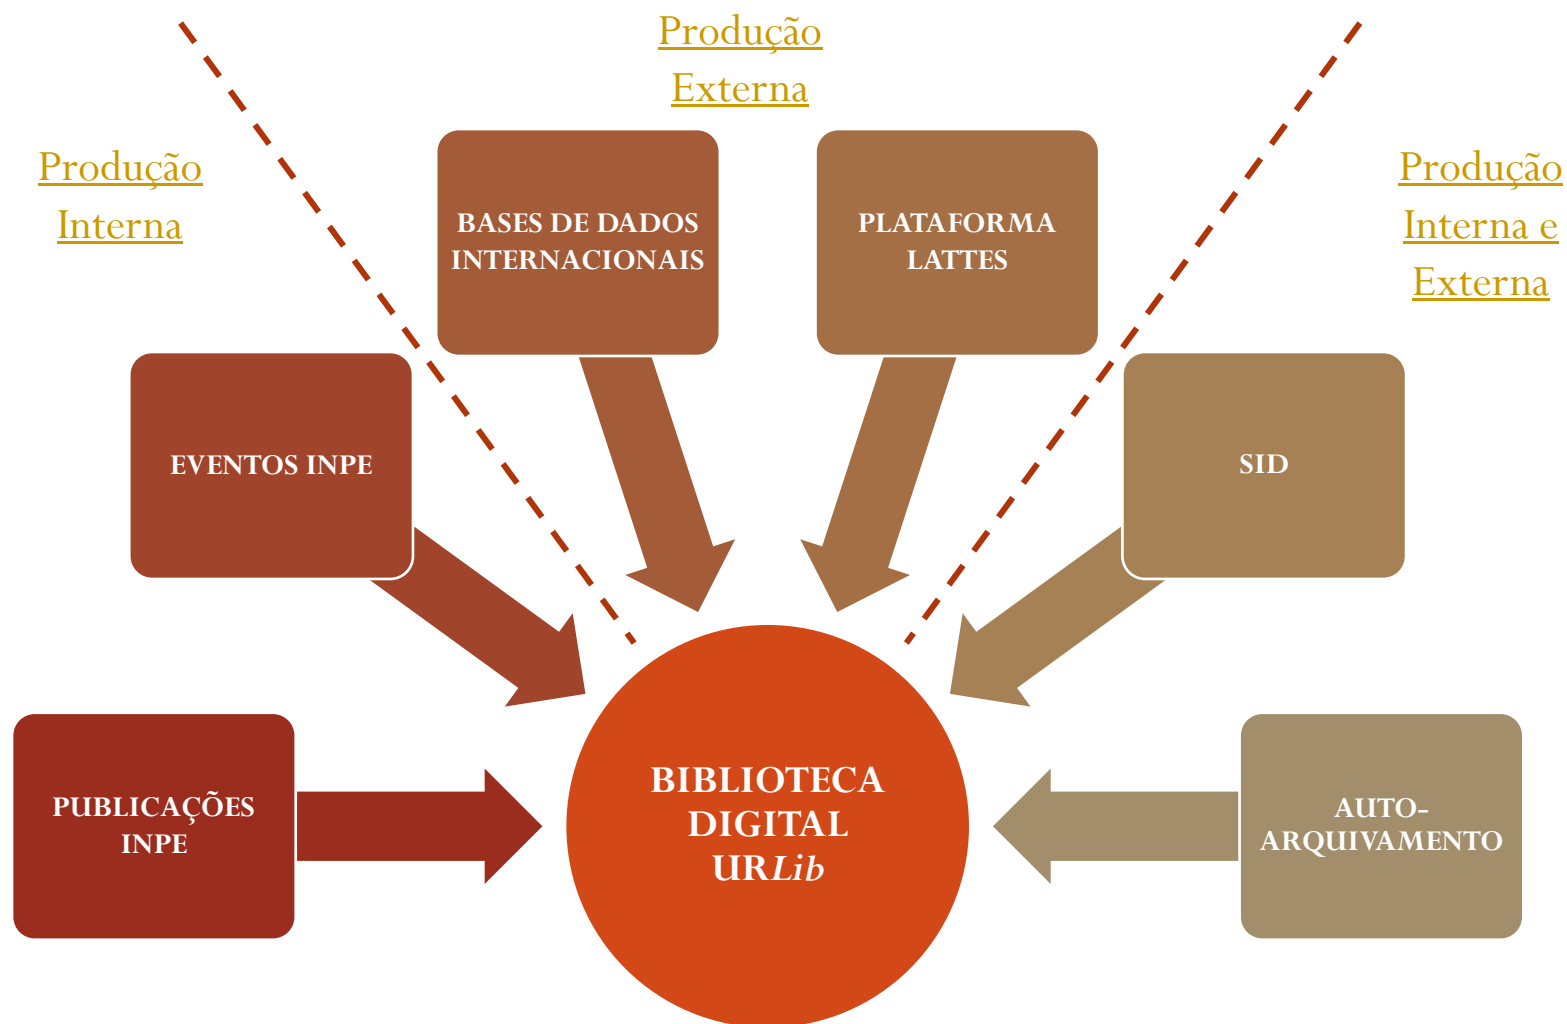 Produção
Externa
Produção
Interna
Produção
Interna e
Externa
BASES DE DADOS
INTERNACIONAIS
PLATAFORMA
LATTES
EVENTOS INPE
SID
PUBLICAÇÕES
INPE
BIBLIOTECA
DIGITAL
URLib
AUTO-
ARQUIVAMENTO